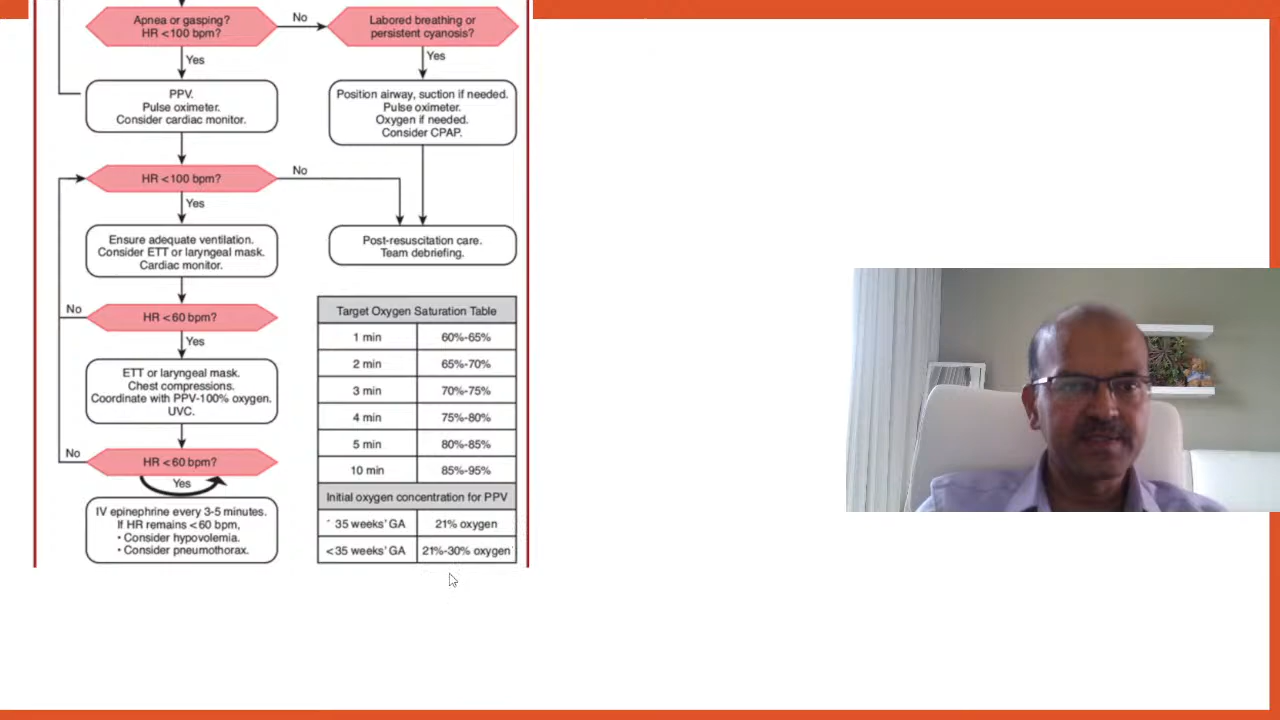 Apnea or gasping?
HR <100 bpm?
No
Labored breathing or
persistent cyanosis?
Yes
Yes
PPV.
Pulse oximeter.
Consider cardiac monitor.
Position airway, suction if needed.
Pulse oximeter.
Oxygen if needed.
Consider CPAP.
HR <100 bpm?
No
Yes
Ensure adequate ventilation.
Consider ETT or laryngeal mask.
Cardiac monitor.
Post-resuscitation care.
Team debriefing.
No
HR <60 bpm?
Yes
ETT or laryngeal mask.
Chest compressions.
Coordinate with PPV-100% oxygen.
UVC.
No
HR <60 bpm?
Yes
IV epinephrine every 3-5 minutes.
If HR remains <60 bpm,
• Consider hypovolemia.
• Consider pneumothorax.
Target Oxygen Saturation Table
1 min 60%-65%
2 min 65%-70%
3 min 70%-75%
4 min 75%-80%
5 min 80%-85%
10 min 85%-95%
Initial oxygen concentration for PPV
35 weeks' GA 21% oxygen
<35 weeks' GA 21%-30% oxygen